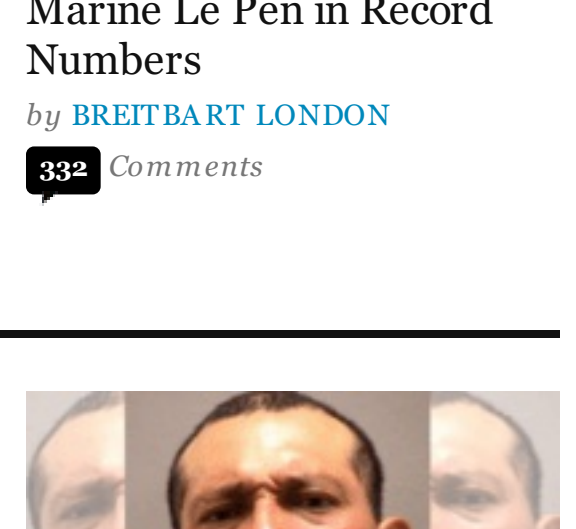 Marine Le Pen in Record
Numbers
by BREITBART LONDON
332 Comments